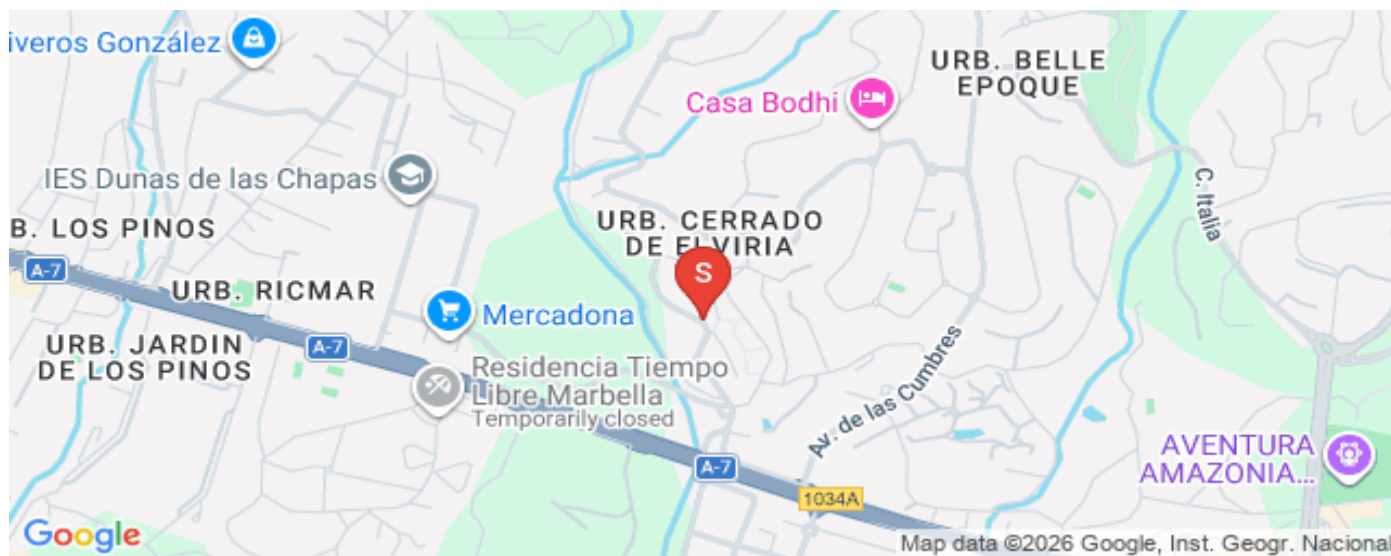 iveros González
URB. BELLE
EPOQUE
Casa Bodhi
IES Dunas de las Chapas
C. Italia
B. LOS PINOS
URB. CERRADO
DE ELVIRIA
A-7
S
URB. RICMAR
Mercadona
A-7
URB. JARDIN
DE LOS PINOS
Residencia Tiempo
Libre Marbella
Temporarily closed
Av. de las Cumbres
AVENTURA
AMAZONIA...
A-7
1034A
Google
Map data ©2026 Google, Inst. Geogr. Nacional